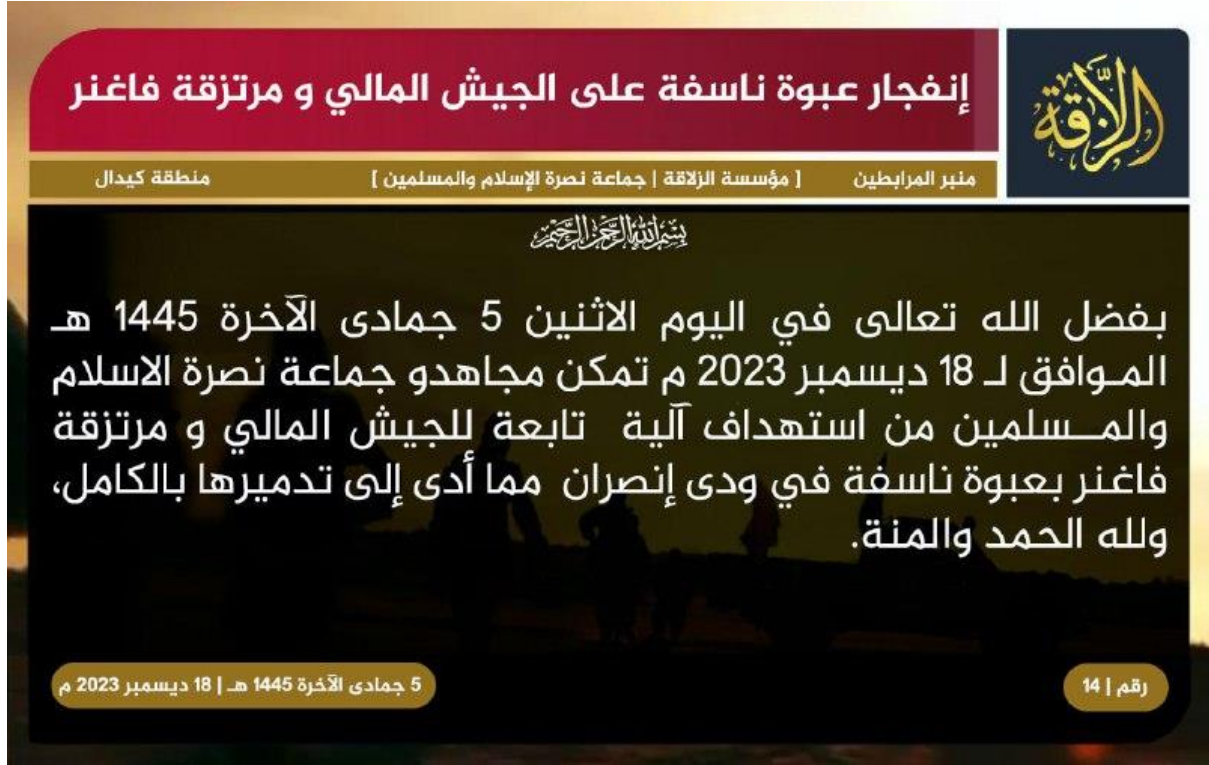 الزلاقة
إنفجار عبوة ناسفة على الجيش المالي و مرتزقة فاغنر
منبر المرابطين [ مؤسسة الزلاقة | جماعة نصرة الإسلام والمسلمين ] منطقة كيدال
بسم الله الرحمن الرحيم
بفضل الله تعالى في اليوم الاثنين 5 جمادى الآخرة 1445 هـ
المـوافق لـ 18 ديسمبر 2023 م تمكن مجاهدو جماعة نصرة الاسلام
والمــسلمين من استهداف آلية تابعة للجيش المالي و مرتزقة
فاغنر بعبوة ناسفة في ودى إنصران مما أدى إلى تدميرها بالكامل،
ولله الحمد والمنة.
رقم | 14
5 جمادى الآخرة 1445 هـ | 18 ديسمبر 2023 م